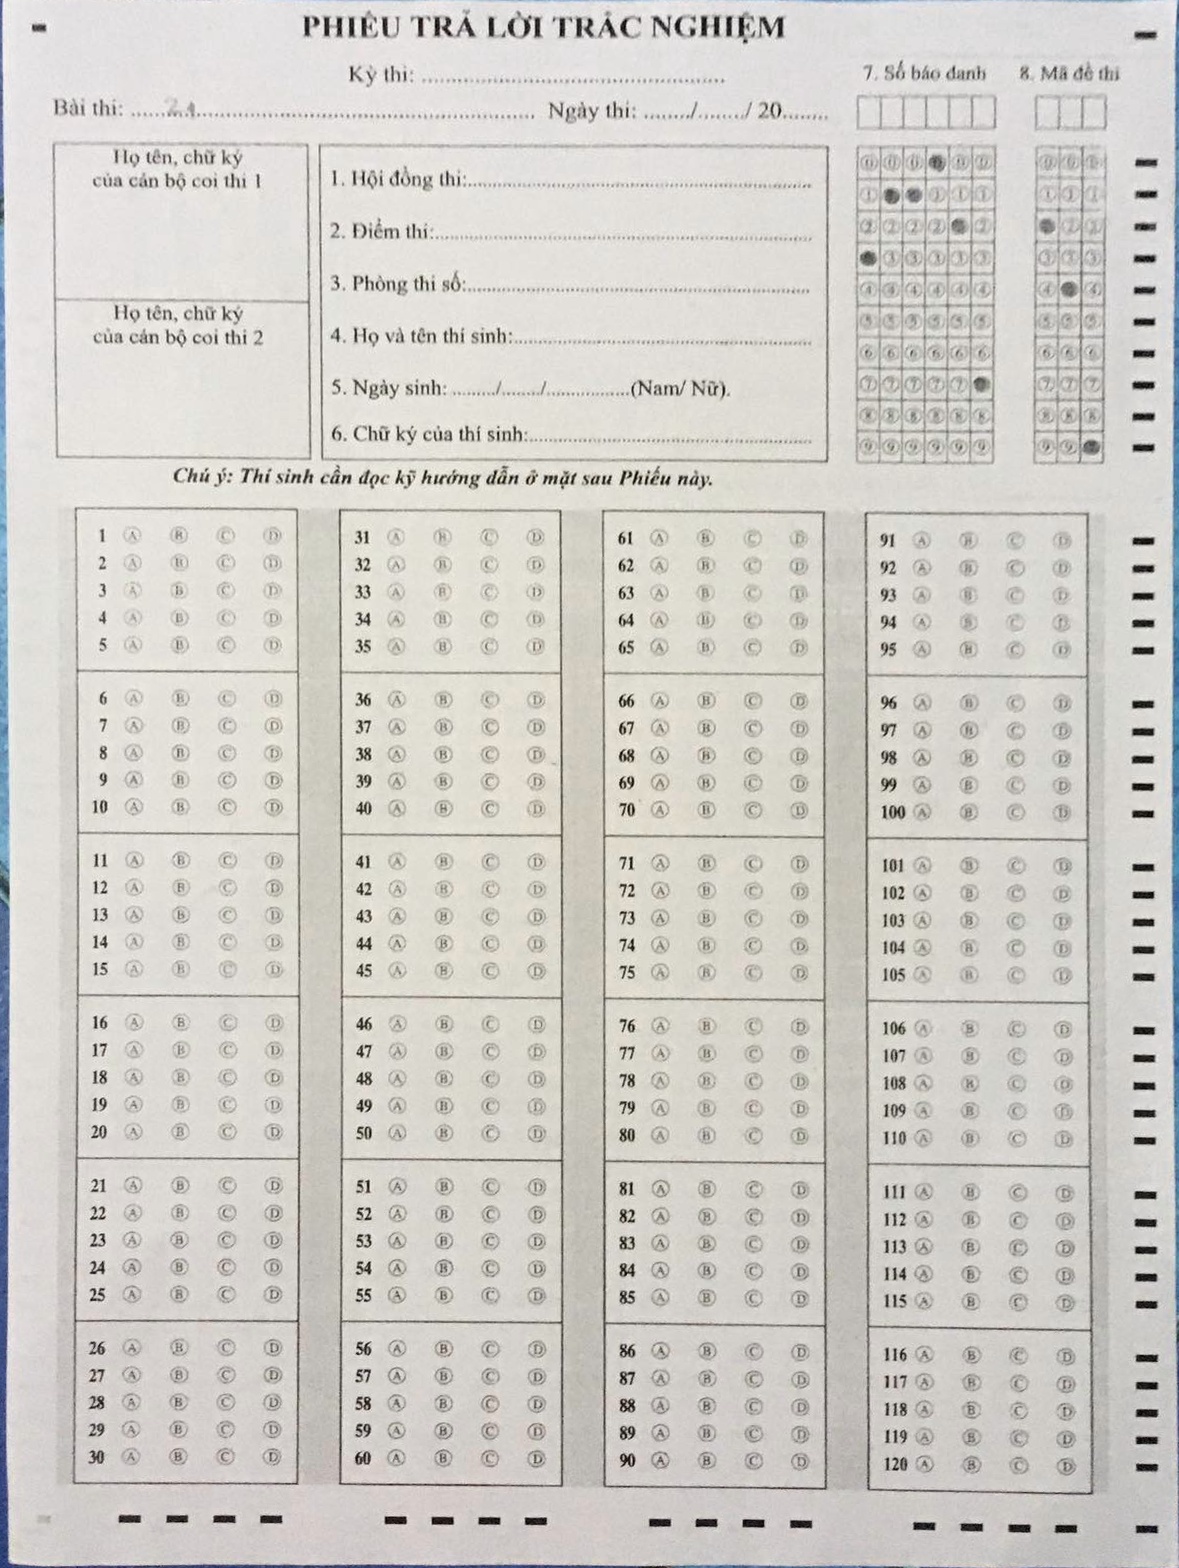 PHIẾU TRẢ LỜI TRẮC NGHIỆM
Kỳ thi: ........................................
Bài thi: .....21............................................. Ngày thi: ......./......./ 20.......
7. Số báo danh 8. Mã đề thi
Họ tên, chữ ký
của cán bộ coi thi 1
Họ tên, chữ ký
của cán bộ coi thi 2
1. Hội đồng thi:..................................................
2. Điểm thi:..................................................
3. Phòng thi số:..................................................
4. Họ và tên thí sinh:..................................................
5. Ngày sinh: ......../......./...............(Nam/ Nữ).
6. Chữ ký của thí sinh:..................................................
0 0 0 0 0 0 0 0
1 1 1 1 1 1 1
2 2 2 2 2 2 2
3 3 3 3 3 3 3 3
4 4 4 4 4 4 4 4
5 5 5 5 5 5 5 5 5
6 6 6 6 6 6 6 6 6
7 7 7 7 7 7 7 7
8 8 8 8 8 8 8 8 8
9 9 9 9 9 9 9 9
Chú ý: Thí sinh cần đọc kỹ hướng dẫn ở mặt sau Phiếu này.
1 A B C D
2 A B C D
3 A B C D
4 A B C D
5 A B C D
6 A B C D
7 A B C D
8 A B C D
9 A B C D
10 A B C D
11 A B C D
12 A B C D
13 A B C D
14 A B C D
15 A B C D
16 A B C D
17 A B C D
18 A B C D
19 A B C D
20 A B C D
21 A B C D
22 A B C D
23 A B C D
24 A B C D
25 A B C D
26 A B C D
27 A B C D
28 A B C D
29 A B C D
30 A B C D
31 A B C D
32 A B C D
33 A B C D
34 A B C D
35 A B C D
36 A B C D
37 A B C D
38 A B C D
39 A B C D
40 A B C D
41 A B C D
42 A B C D
43 A B C D
44 A B C D
45 A B C D
46 A B C D
47 A B C D
48 A B C D
49 A B C D
50 A B C D
51 A B C D
52 A B C D
53 A B C D
54 A B C D
55 A B C D
56 A B C D
57 A B C D
58 A B C D
59 A B C D
60 A B C D
61 A B C D
62 A B C D
63 A B C D
64 A B C D
65 A B C D
66 A B C D
67 A B C D
68 A B C D
69 A B C D
70 A B C D
71 A B C D
72 A B C D
73 A B C D
74 A B C D
75 A B C D
76 A B C D
77 A B C D
78 A B C D
79 A B C D
80 A B C D
81 A B C D
82 A B C D
83 A B C D
84 A B C D
85 A B C D
86 A B C D
87 A B C D
88 A B C D
89 A B C D
90 A B C D
91 A B C D
92 A B C D
93 A B C D
94 A B C D
95 A B C D
96 A B C D
97 A B C D
98 A B C D
99 A B C D
100 A B C D
101 A B C D
102 A B C D
103 A B C D
104 A B C D
105 A B C D
106 A B C D
107 A B C D
108 A B C D
109 A B C D
110 A B C D
111 A B C D
112 A B C D
113 A B C D
114 A B C D
115 A B C D
116 A B C D
117 A B C D
118 A B C D
119 A B C D
120 A B C D